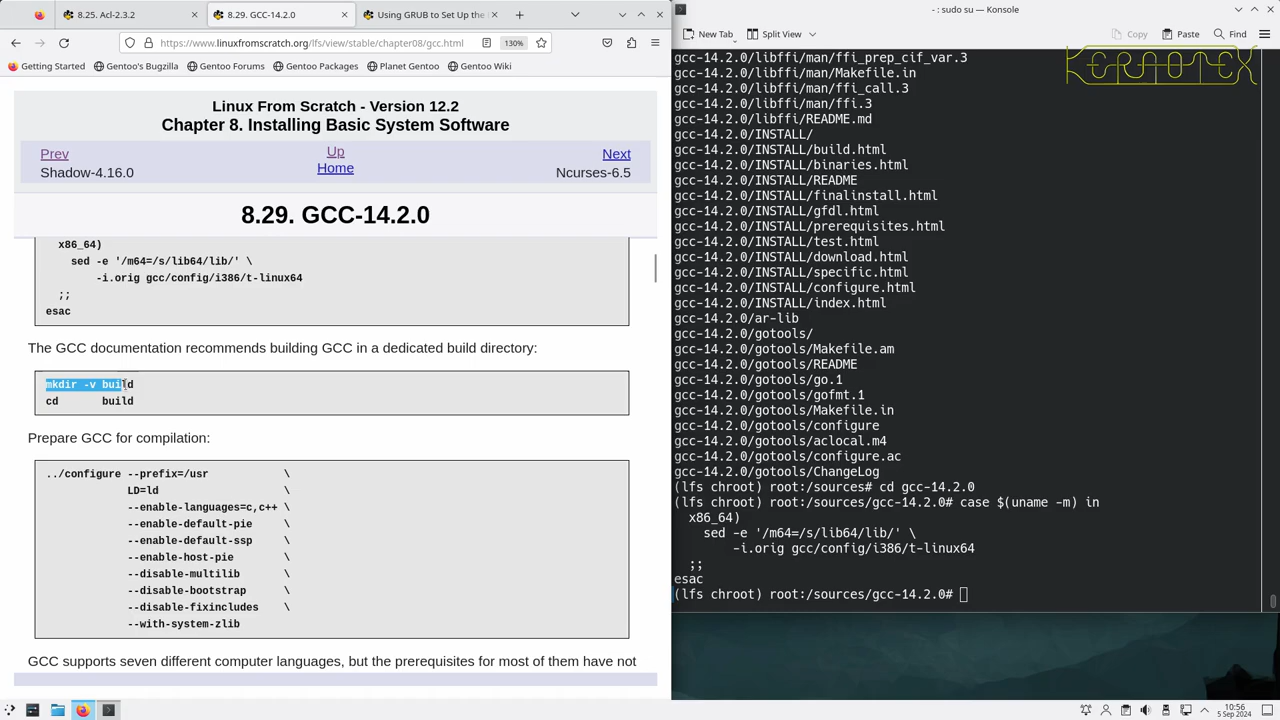 8.25. Acl-2.3.2
8.29. GCC-14.2.0
Using GRUB to Set Up the
https://www.linuxfromscratch.org/lfs/view/stable/chapter08/gcc.html
130%
Getting Started
Gentoo's Bugzilla
Gentoo Forums
Gentoo Packages
Planet Gentoo
Gentoo Wiki
Linux From Scratch - Version 12.2
Chapter 8. Installing Basic System Software
Prev
Up
Next
Shadow-4.16.0
Home
Ncurses-6.5
8.29. GCC-14.2.0
x86_64)
sed -e '/m64=/s/lib64/lib/' \
-i.orig gcc/config/i386/t-linux64
;;
esac
The GCC documentation recommends building GCC in a dedicated build directory:
mkdir -v build
cd build
Prepare GCC for compilation:
../configure --prefix=/usr \
LD=ld \
--enable-languages=c,c++ \
--enable-default-pie \
--enable-default-ssp \
--enable-host-pie \
--disable-multilib \
--disable-bootstrap \
--disable-fixincludes \
--with-system-zlib
GCC supports seven different computer languages, but the prerequisites for most of them have not
- : sudo su — Konsole
New Tab
Split View
Copy
Paste
Find
KERNOTEX
gcc-14.2.0/libffi/man/ffi_prep_cif_var.3
gcc-14.2.0/libffi/man/Makefile.in
gcc-14.2.0/libffi/man/ffi_call.3
gcc-14.2.0/libffi/man/ffi.3
gcc-14.2.0/libffi/README.md
gcc-14.2.0/INSTALL/
gcc-14.2.0/INSTALL/build.html
gcc-14.2.0/INSTALL/binaries.html
gcc-14.2.0/INSTALL/README
gcc-14.2.0/INSTALL/finalinstall.html
gcc-14.2.0/INSTALL/gfdl.html
gcc-14.2.0/INSTALL/prerequisites.html
gcc-14.2.0/INSTALL/test.html
gcc-14.2.0/INSTALL/download.html
gcc-14.2.0/INSTALL/specific.html
gcc-14.2.0/INSTALL/configure.html
gcc-14.2.0/INSTALL/index.html
gcc-14.2.0/ar-lib
gcc-14.2.0/gotools/
gcc-14.2.0/gotools/Makefile.am
gcc-14.2.0/gotools/README
gcc-14.2.0/gotools/go.1
gcc-14.2.0/gotools/gofmt.1
gcc-14.2.0/gotools/Makefile.in
gcc-14.2.0/gotools/configure
gcc-14.2.0/gotools/aclocal.m4
gcc-14.2.0/gotools/configure.ac
gcc-14.2.0/gotools/ChangeLog
(lfs chroot) root:/sources# cd gcc-14.2.0
(lfs chroot) root:/sources/gcc-14.2.0# case $(uname -m) in
x86_64)
sed -e '/m64=/s/lib64/lib/' \
-i.orig gcc/config/i386/t-linux64
;;
esac
(lfs chroot) root:/sources/gcc-14.2.0#
10:56
5 Sep 2024